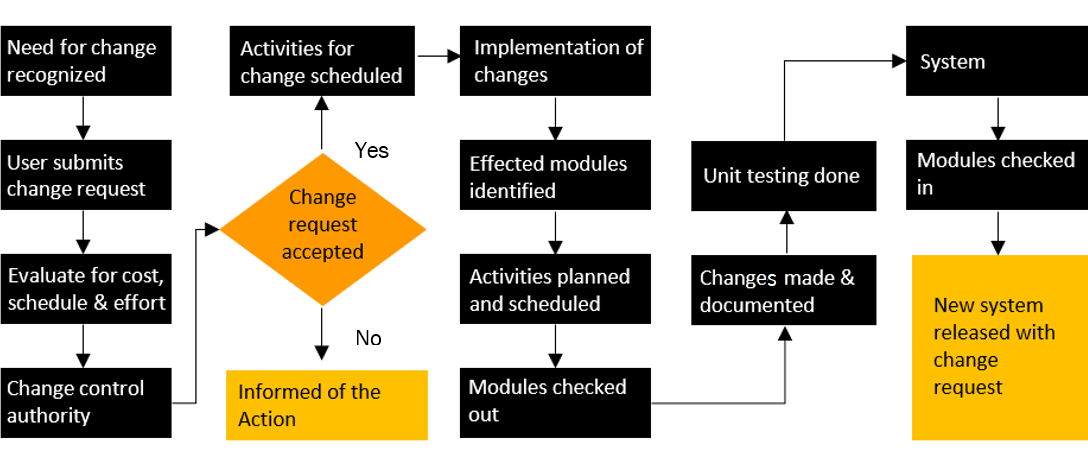 Need for change
recognized
User submits
change request
Evaluate for cost,
schedule & effort
Change control
authority
Change
request
accepted
Yes
No
Informed of the
Action
Activities for
change scheduled
Implementation of
changes
Effected modules
identified
Activities planned
and scheduled
Modules checked
out
Changes made &
documented
Unit testing done
System
Modules checked
in
New system
released with
change
request